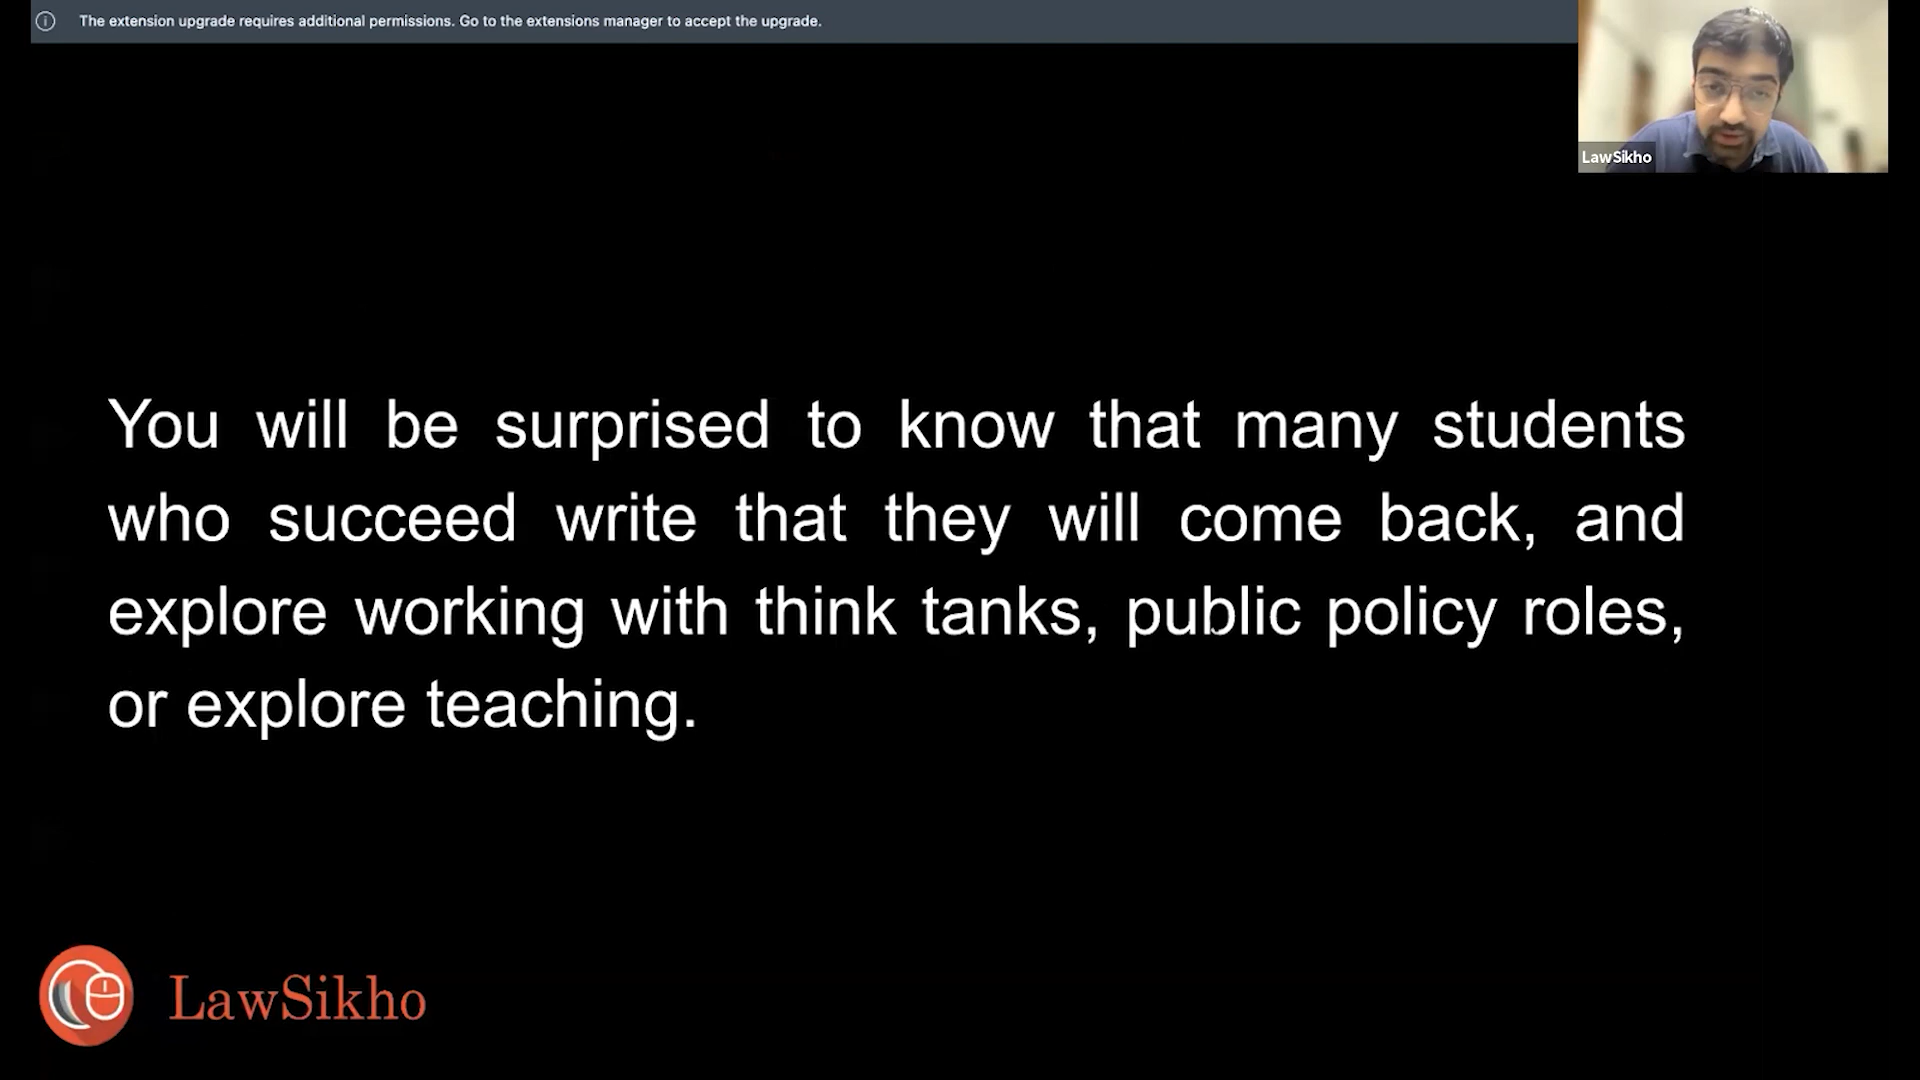 The extension upgrade requires additional permissions. Go to the extensions manager to accept the upgrade.
LawSikho
You will be surprised to know that many students
who succeed write that they will come back, and
explore working with think tanks, public policy roles,
or explore teaching.
LawSikho